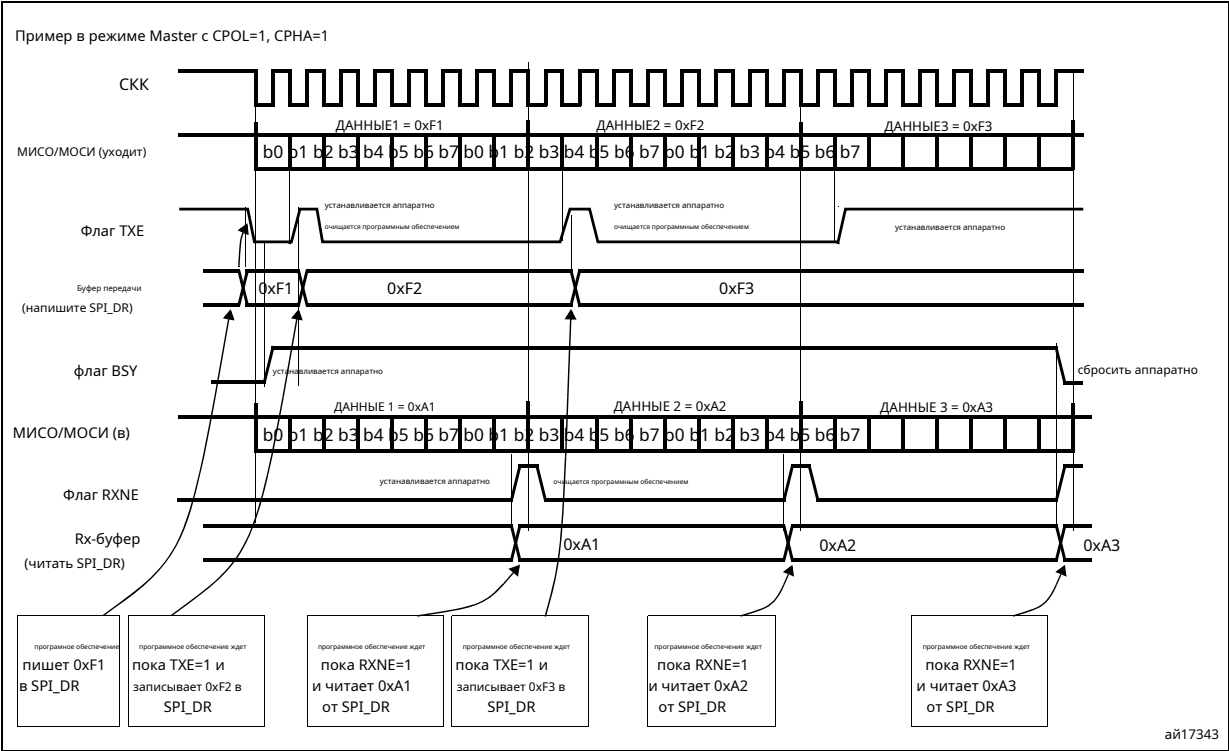 Пример в режиме Master с CPOL=1, CPHA=1
СКК
ДАННЫЕ1 = 0xF1
ДАННЫЕ2 = 0xF2
ДАННЫЕ3 = 0xF3
МИСО/МОСИ (уходит)
b0 b1 b2 b3 b4 b5 b6 b7 b0 b1 b2 b3 b4 b5 b6 b7 b0 b1 b2 b3 b4 b5 b6 b7
устанавливается аппаратно
устанавливается аппаратно
Флаг TXE
очищается программным обеспечением
очищается программным обеспечением
устанавливается аппаратно
Буфер передачи
(напишите SPI_DR)
0xF1
0xF2
0xF3
флаг BSY
устанавливается аппаратно
сбросить аппаратно
ДАННЫЕ 1 = 0xA1
ДАННЫЕ 2 = 0xA2
ДАННЫЕ 3 = 0xA3
МИСО/МОСИ (в)
b0 b1 b2 b3 b4 b5 b6 b7 b0 b1 b2 b3 b4 b5 b6 b7 b0 b1 b2 b3 b4 b5 b6 b7
Флаг RXNE
устанавливается аппаратно
очищается программным обеспечением
Rx-буфер
(читать SPI_DR)
0xA1
0xA2
0xA3
програмное обеспечение
пишет 0xF1
в SPI_DR
программное обеспечение ждет
пока TXE=1 и
записывает 0xF2 в
SPI_DR
программное обеспечение ждет
пока RXNE=1
и читает 0xA1
от SPI_DR
программное обеспечение ждет
пока TXE=1 и
записывает 0xF3 в
SPI_DR
программное обеспечение ждет
пока RXNE=1
и читает 0xA2
от SPI_DR
программное обеспечение ждет
пока RXNE=1
и читает 0xA3
от SPI_DR
ай17343